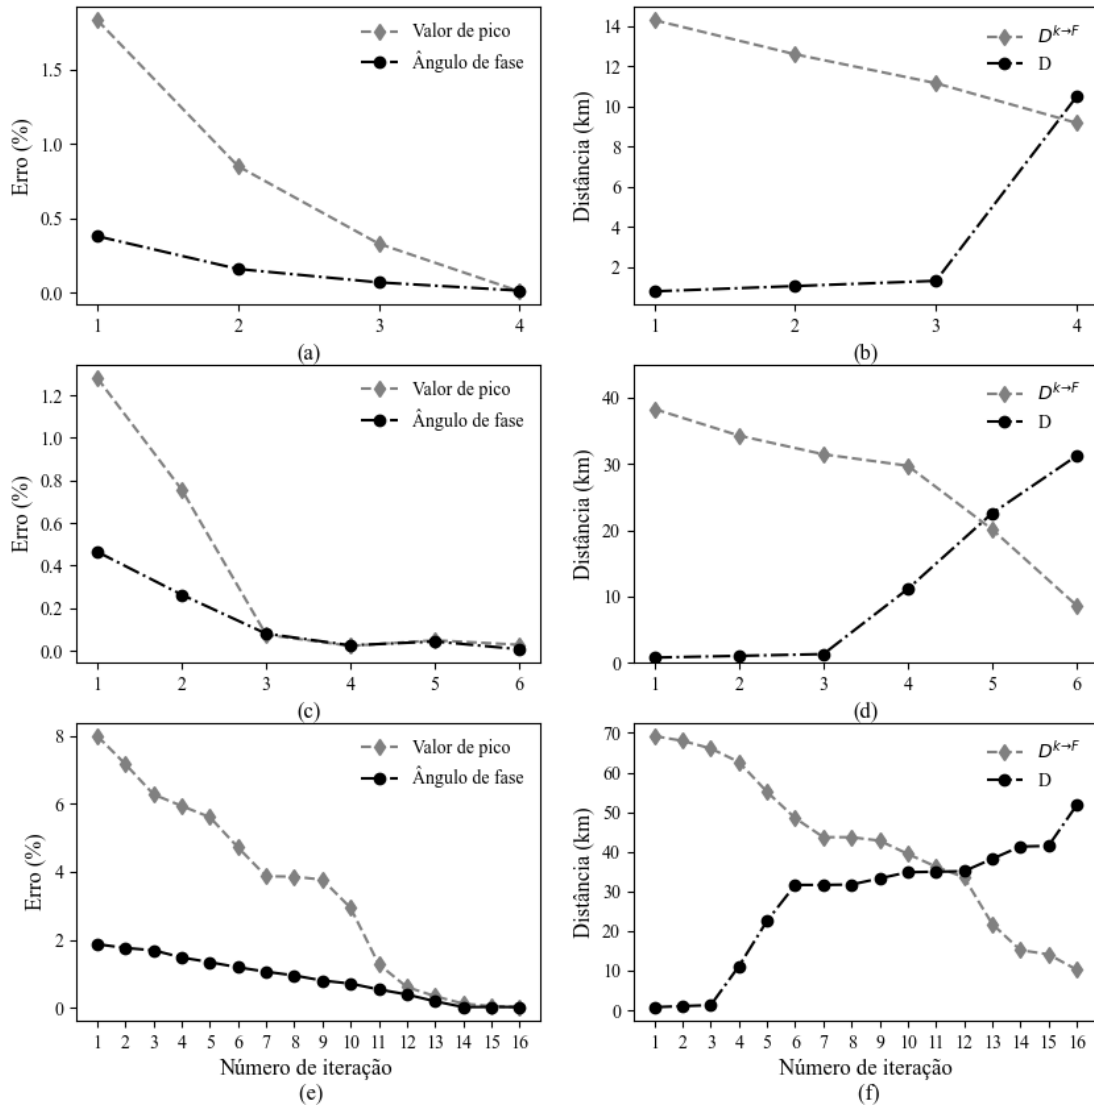 Valor de pico
Ângulo de fase
Erro (%)
1.5
1.0
0.5
0.0
1 2 3 4
(a)
D^{k→F}
D
Distância (km)
14
12
10
8
6
4
2
1 2 3 4
(b)
Valor de pico
Ângulo de fase
Erro (%)
1.2
1.0
0.8
0.6
0.4
0.2
0.0
1 2 3 4 5 6
(c)
D^{k→F}
D
Distância (km)
40
30
20
10
0
1 2 3 4 5 6
(d)
Valor de pico
Ângulo de fase
Erro (%)
8
6
4
2
0
1 2 3 4 5 6 7 8 9 10 11 12 13 14 15 16
Número de iteração
(e)
D^{k→F}
D
Distância (km)
70
60
50
40
30
20
10
0
1 2 3 4 5 6 7 8 9 10 11 12 13 14 15 16
Número de iteração
(f)